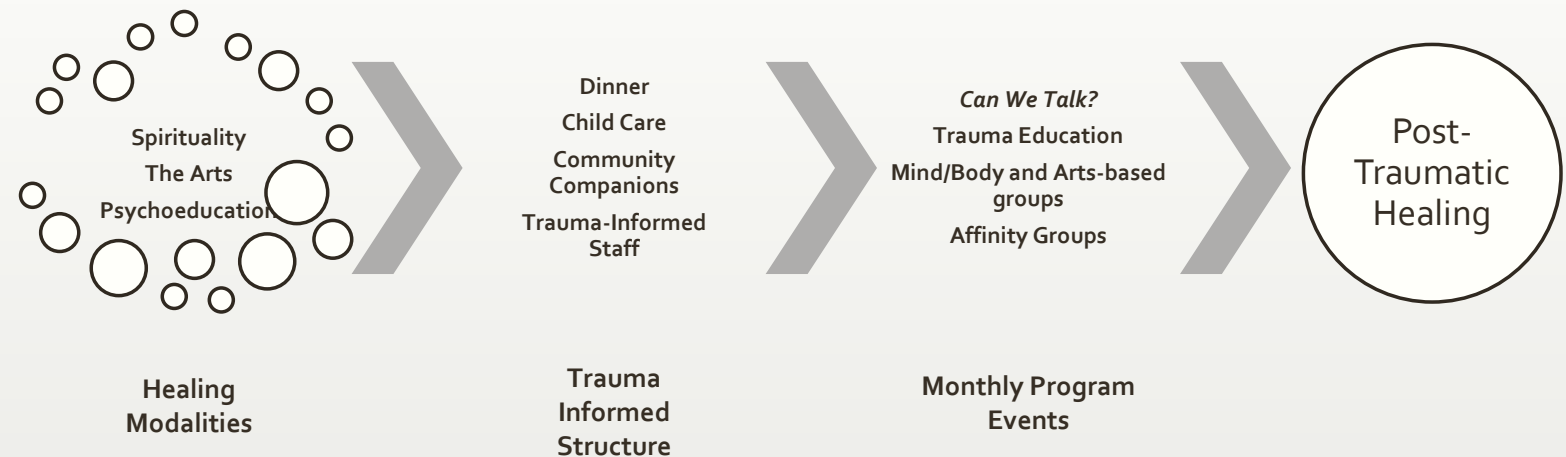 Spirituality
The Arts
Psychoeducation
Dinner
Child Care
Community
Companions
Trauma-Informed
Staff
Can We Talk?
Trauma Education
Mind/Body and Arts-based
groups
Affinity Groups
Post-
Traumatic
Healing
Healing
Modalities
Trauma
Informed
Structure
Monthly Program
Events